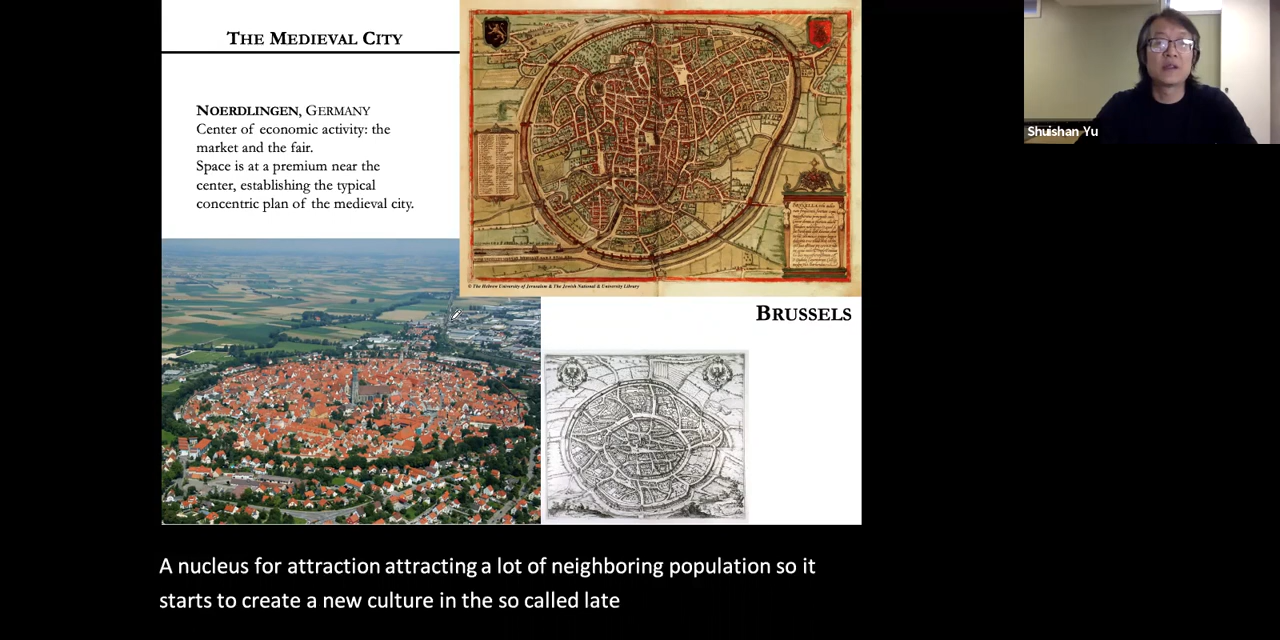 THE MEDIEVAL CITY
NOERDLINGEN, GERMANY
Center of economic activity: the
market and the fair.
Space is at a premium near the
center, establishing the typical
concentric plan of the medieval city.
© The Hebrew University of Jerusalem & The Jewish National & University Library
BRUSSELS
Shuishan Yu
A nucleus for attraction attracting a lot of neighboring population so it
starts to create a new culture in the so called late